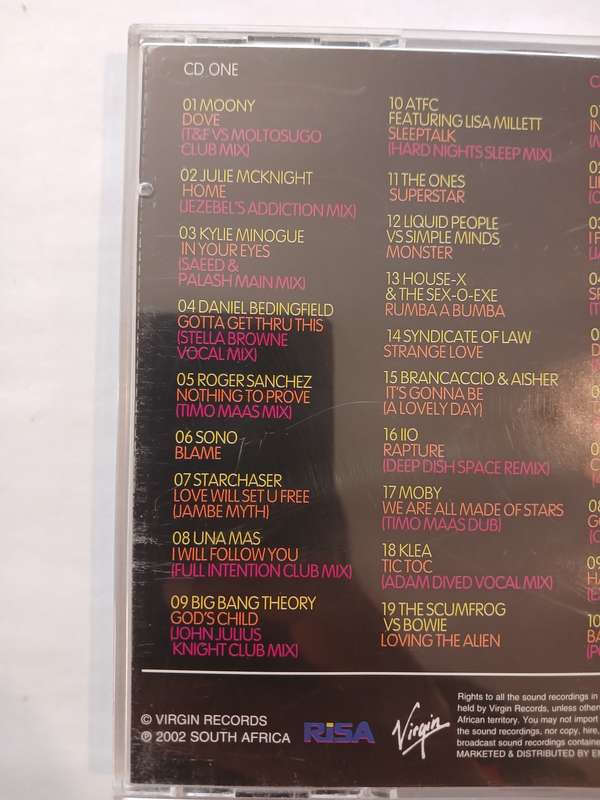 CD ONE
01 MOONY
DOVE
(T&F VS MOLTOSUGO
CLUB MIX)
02 JULIE MCKNIGHT
HOME
(JEZEBEL'S ADDICTION MIX)
03 KYLIE MINOGUE
IN YOUR EYES
(SAEED &
PALASH MAIN MIX)
04 DANIEL BEDINGFIELD
GOTTA GET THRU THIS
(STELLA BROWNE
VOCAL MIX)
05 ROGER SANCHEZ
NOTHING TO PROVE
(TIMO MAAS MIX)
06 SONO
BLAME
07 STARCHASER
LOVE WILL SET U FREE
(JAMBE MYTH)
08 UNA MAS
I WILL FOLLOW YOU
(FULL INTENTION CLUB MIX)
09 BIG BANG THEORY
GOD'S CHILD
(JOHN JULIUS
KNIGHT CLUB MIX)
10 ATFC
FEATURING LISA MILLETT
SLEEPTALK
(HARD NIGHTS SLEEP MIX)
11 THE ONES
SUPERSTAR
12 LIQUID PEOPLE
VS SIMPLE MINDS
MONSTER
13 HOUSE-X
& THE SEX-O-EXE
RUMBA A BUMBA
14 SYNDICATE OF LAW
STRANGE LOVE
15 BRANCACCIO & AISHER
IT'S GONNA BE
(A LOVELY DAY)
16 IIO
RAPTURE
(DEEP DISH SPACE REMIX)
17 MOBY
WE ARE ALL MADE OF STARS
(TIMO MAAS DUB)
18 KLEA
TIC TOC
(ADAM DIVED VOCAL MIX)
19 THE SCUMFROG
VS BOWIE
LOVING THE ALIEN
© VIRGIN RECORDS
℗ 2002 SOUTH AFRICA
RiSA
Virgin
Rights to all the sound recordings in
held by Virgin Records, unless other
African territory. You may not import
the sound recordings, nor copy, hire,
broadcast sound recordings containe
MARKETED & DISTRIBUTED BY EM